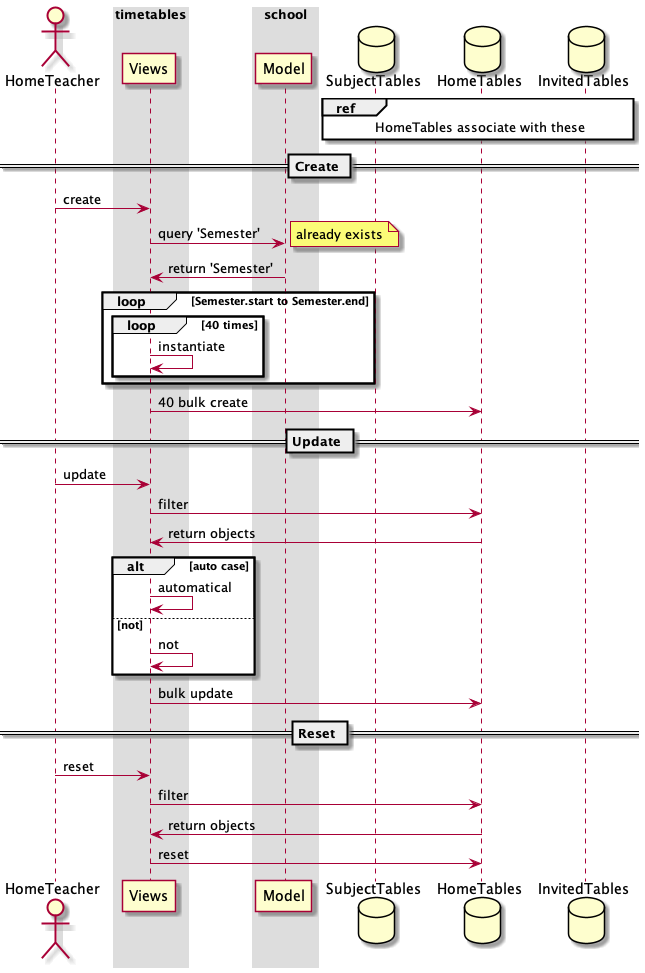 timetables
school
HomeTeacher
Views
Model
SubjectTables
HomeTables
InvitedTables
ref
HomeTables associate with these
Create
create
query 'Semester'
already exists
return 'Semester'
loop [Semester.start to Semester.end]
loop [40 times]
instantiate
40 bulk create
Update
update
filter
return objects
alt [auto case]
automatical
[not]
not
bulk update
Reset
reset
filter
return objects
reset
HomeTeacher
Views
Model
SubjectTables
HomeTables
InvitedTables